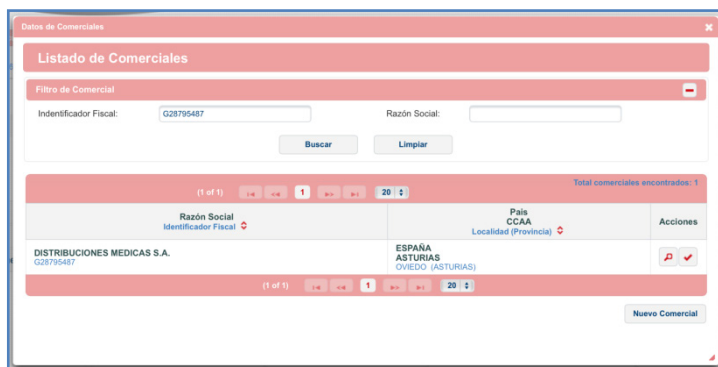 Datos de Comerciales
Listado de Comerciales
Filtro de Comercial
Indentificador Fiscal: G28795487 Razón Social:
Buscar Limpiar
Total comerciales encontrados: 1
(1 of 1) 1 20
Razón Social
Identificador Fiscal
Pais
CCAA
Localidad (Provincia)
Acciones
DISTRIBUCIONES MEDICAS S.A.
G28795487
ESPAÑA
ASTURIAS
OVIEDO (ASTURIAS)
(1 of 1) 1 20
Nuevo Comercial